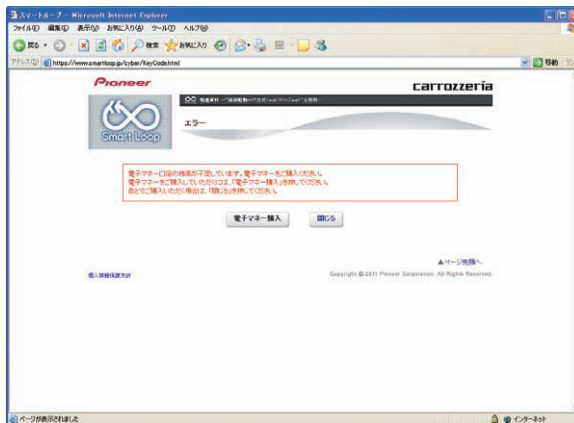 スマートループ - Microsoft Internet Explorer
ファイル(F) 編集(E) 表示(V) お気に入り(A) ツール(T) ヘルプ(H)
戻る 検索 お気に入り
アドレス(D) https://www.smartloop.jp/cyber/KeyCode.html 移動
Pioneer carrozzeria
Smart Loop
エラー
電子マネー口座の残高が不足しています。電子マネーをご購入ください。
電子マネーをご購入していただくには、「電子マネー購入」を押してください。
あとでご購入いただく場合は、「閉じる」を押してください。
電子マネー購入 閉じる
▲ページ先頭へ
個人情報保護方針 Copyright © 2011 Pioneer Corporation. All Rights Reserved.
ページが表示されました インターネット